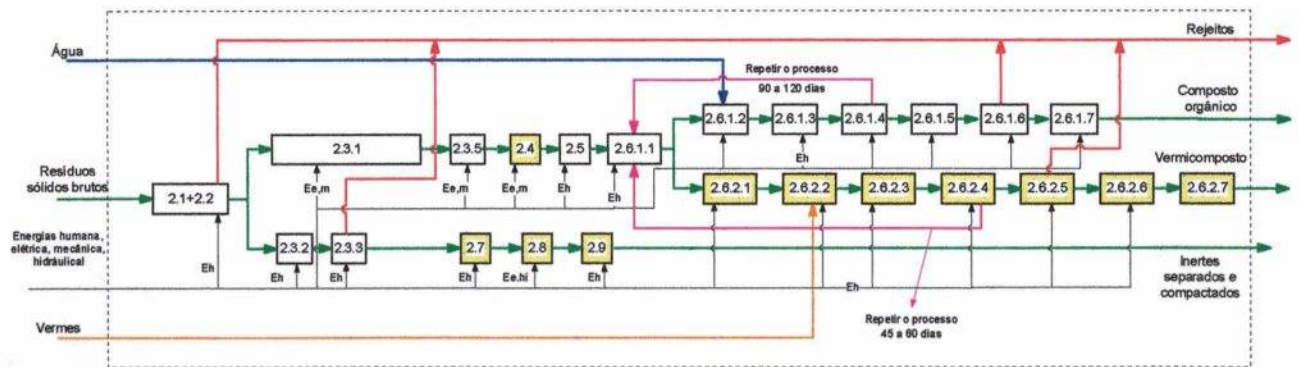 Rejeitos
Água
Repetir o processo
90 a 120 dias
Composto
orgânico
2.6.1.2
2.6.1.3
2.6.1.4
2.6.1.5
2.6.1.6
2.6.1.7
2.3.1
2.3.5
2.4
2.5
2.6.1.1
Eh
Vermicomposto
Resíduos
sólidos brutos
2.1+2.2
Ee,m
Ee,m
Ee,m
Eh
Eh
2.6.2.1
2.6.2.2
2.6.2.3
2.6.2.4
2.6.2.5
2.6.2.6
2.6.2.7
Energias humana,
elétrica, mecânica,
hidráulical
2.3.2
2.3.3
2.7
2.8
2.9
Eh
Eh
Eh
Eh
Ee.hi
Eh
Eh
Inertes
separados e
compactados
Vermes
Repetir o processo
45 a 60 dias